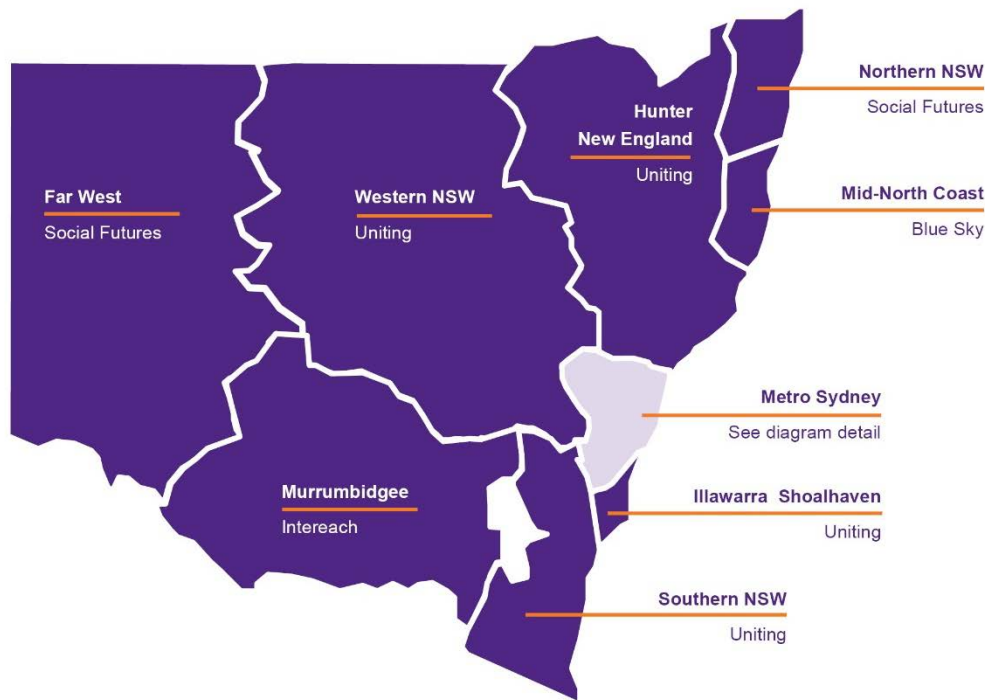 Northern NSW
Social Futures
Hunter
New England
Uniting
Mid-North Coast
Blue Sky
Far West
Social Futures
Western NSW
Uniting
Metro Sydney
See diagram detail
Murrumbidgee
Intereach
Illawarra Shoalhaven
Uniting
Southern NSW
Uniting